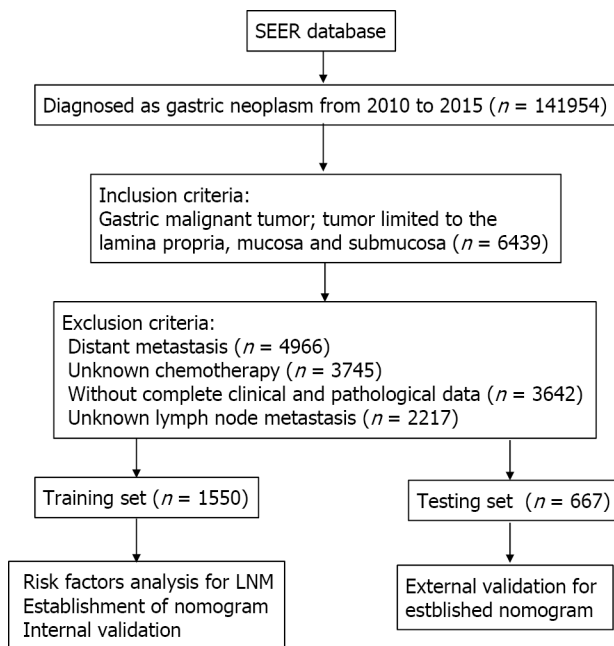 SEER database
Diagnosed as gastric neoplasm from 2010 to 2015 (n = 141954)
Inclusion criteria:
Gastric malignant tumor; tumor limited to the
lamina propria, mucosa and submucosa (n = 6439)
Exclusion criteria:
Distant metastasis (n = 4966)
Unknown chemotherapy (n = 3745)
Without complete clinical and pathological data (n = 3642)
Unknown lymph node metastasis (n = 2217)
Training set (n = 1550)
Testing set (n = 667)
Risk factors analysis for LNM
Establishment of nomogram
Internal validation
External validation for
estblished nomogram